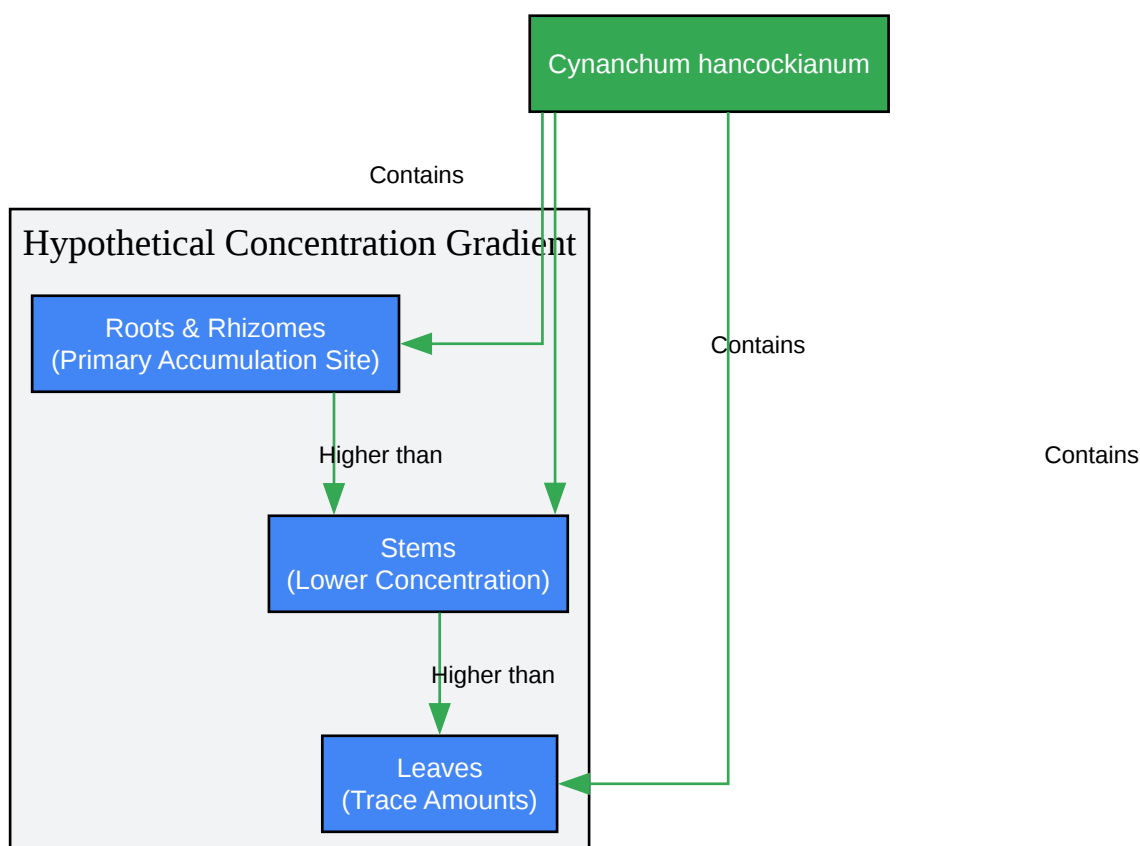 Cynanchum hancockianum
Contains
Hypothetical Concentration Gradient
Roots & Rhizomes
(Primary Accumulation Site)
Contains
Higher than
Contains
Stems
(Lower Concentration)
Higher than
Leaves
(Trace Amounts)